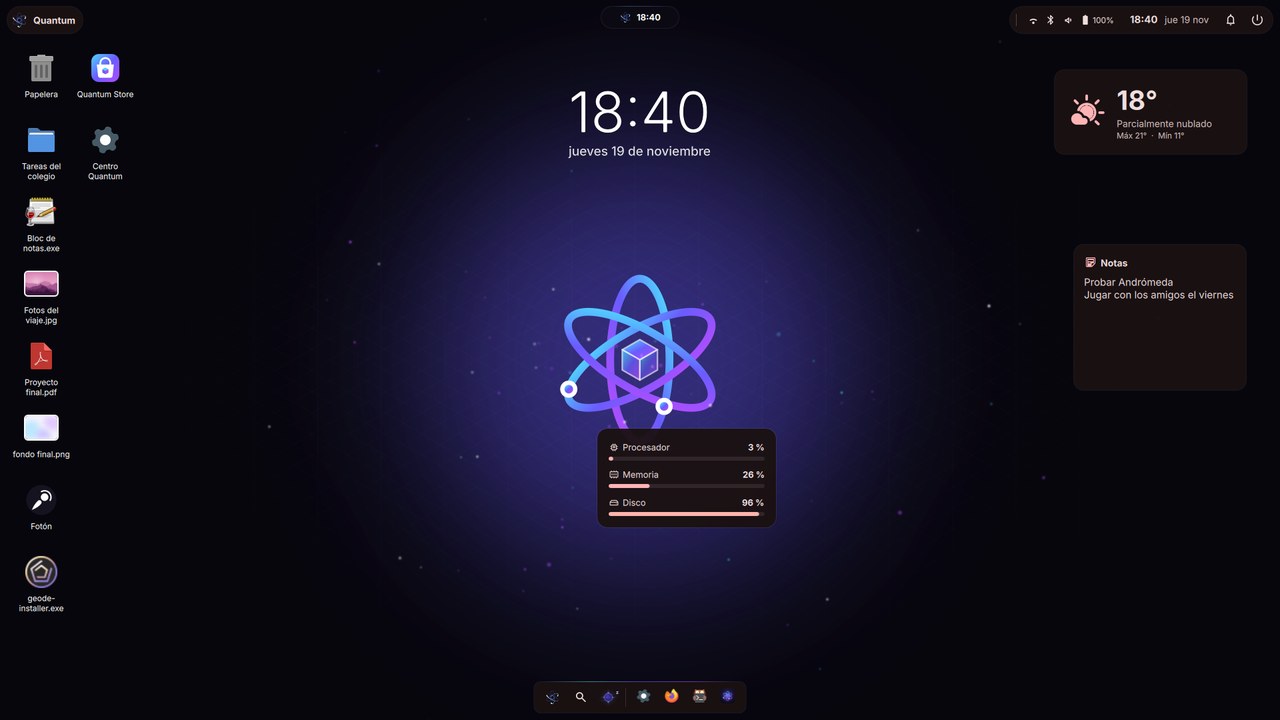 Quantum
18:40
100%
18:40 jue 19 nov
Papelera
Quantum Store
Tareas del
colegio
Centro
Quantum
Bloc de
notas.exe
Fotos del
viaje.jpg
Proyecto
final.pdf
fondo final.png
Fotón
geode-
installer.exe
18:40
jueves 19 de noviembre
18°
Parcialmente nublado
Máx 21° · Mín 11°
Notas
Probar Andrómeda
Jugar con los amigos el viernes
Procesador 3 %
Memoria 26 %
Disco 96 %